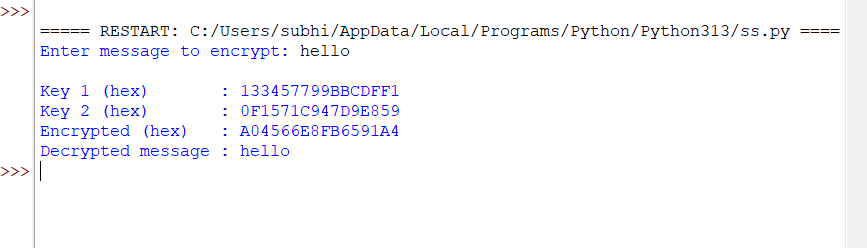 >>>
===== RESTART: C:/Users/subhi/AppData/Local/Programs/Python/Python313/ss.py ====
Enter message to encrypt: hello
Key 1 (hex)       : 133457799BBCDFF1
Key 2 (hex)       : 0F1571C947D9E859
Encrypted (hex)   : A04566E8FB6591A4
Decrypted message : hello
>>>